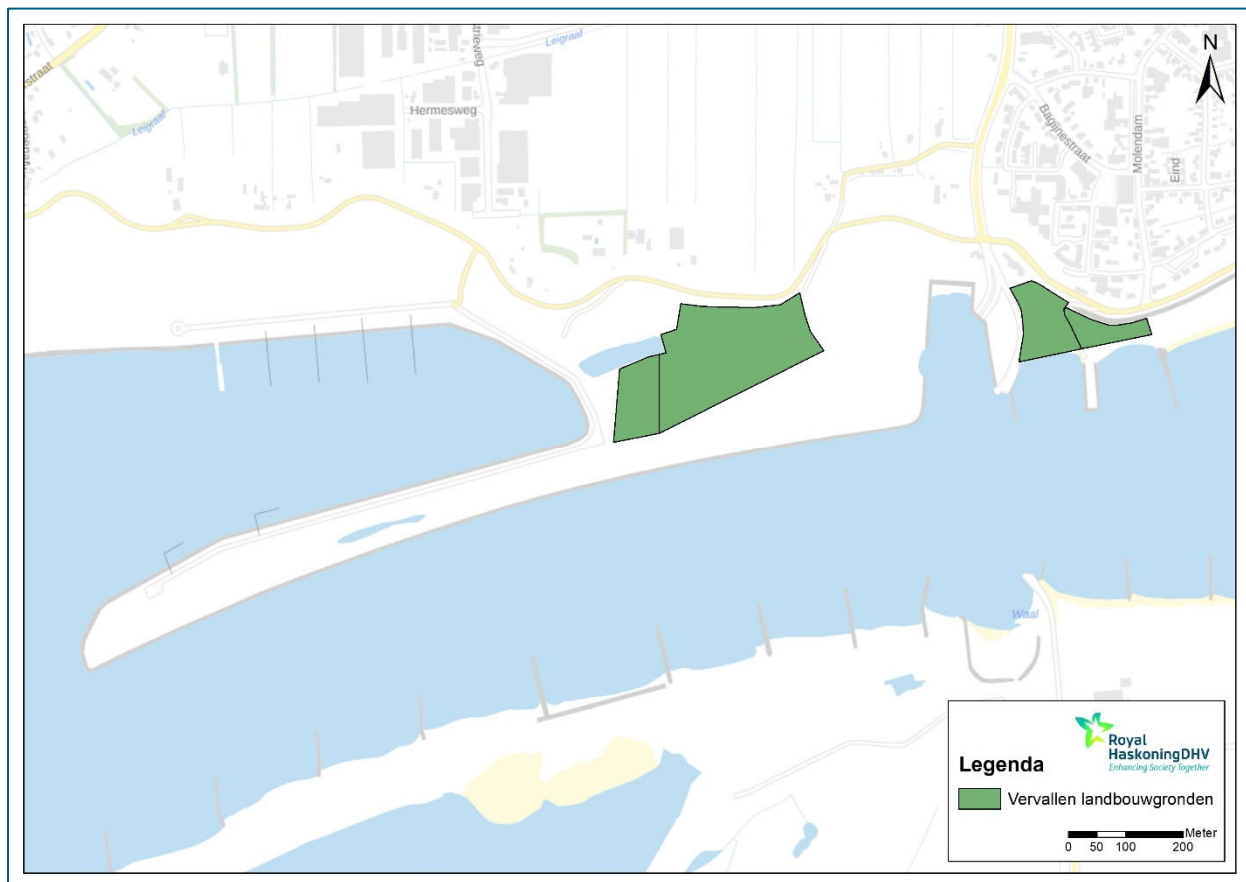 Leigraaf
N
Hermesweg
Leigraaf
Bagijnestraat
Molendam
Eind
Waal
Royal
HaskoningDHV
Enhancing Society Together
Legenda
Vervallen landbouwgronden
Meter
0 50 100 200